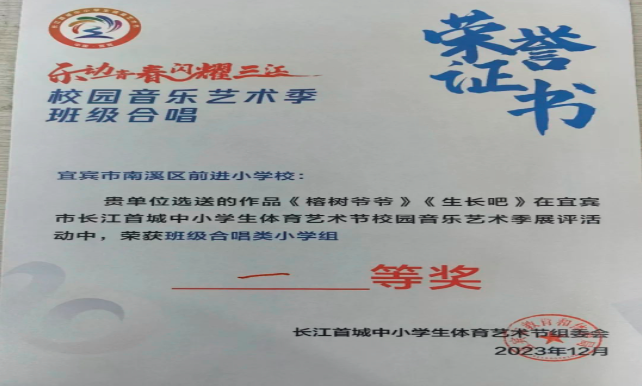 荣誉
证书
乐动青春闪耀三江
校园音乐艺术季
班级合唱
宜宾市南溪区前进小学校：
贵单位选送的作品《榕树爷爷》《生长吧》在宜宾
市长江首城中小学生体育艺术节校园音乐艺术季展评活
动中，荣获班级合唱类小学组
一等奖
长江首城中小学生体育艺术节组委会
2023年12月